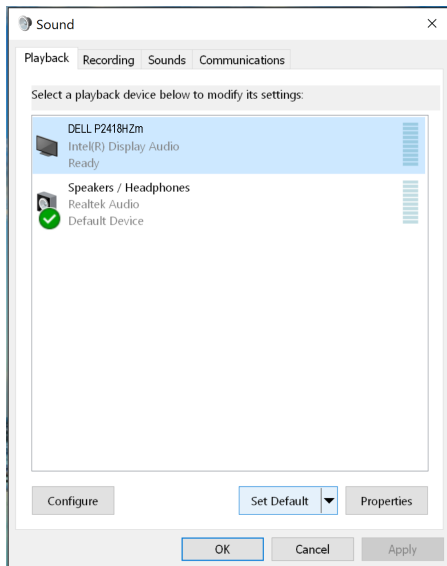 Sound
Playback Recording Sounds Communications
Select a playback device below to modify its settings:
DELL P2418HZm
Intel(R) Display Audio
Ready
Speakers / Headphones
Realtek Audio
Default Device
Configure Set Default Properties
OK Cancel Apply